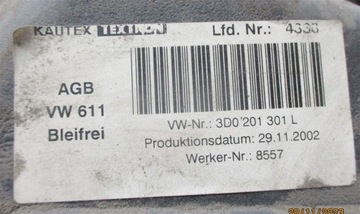 KAUTEX TEXTRON Lfd. Nr.: 4338
AGB
VW 611
Bleifrei
VW-Nr.: 3D0 201 301 L
Produktionsdatum: 29.11.2002
Werker-Nr.: 8557